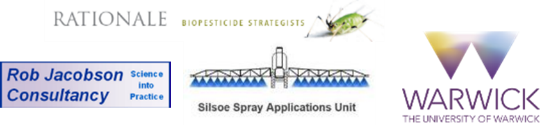 RATIONALE BIOPESTICIDE STRATEGISTS
Rob Jacobson Science
into
Consultancy Practice
Silsoe Spray Applications Unit
WARWICK
THE UNIVERSITY OF WARWICK